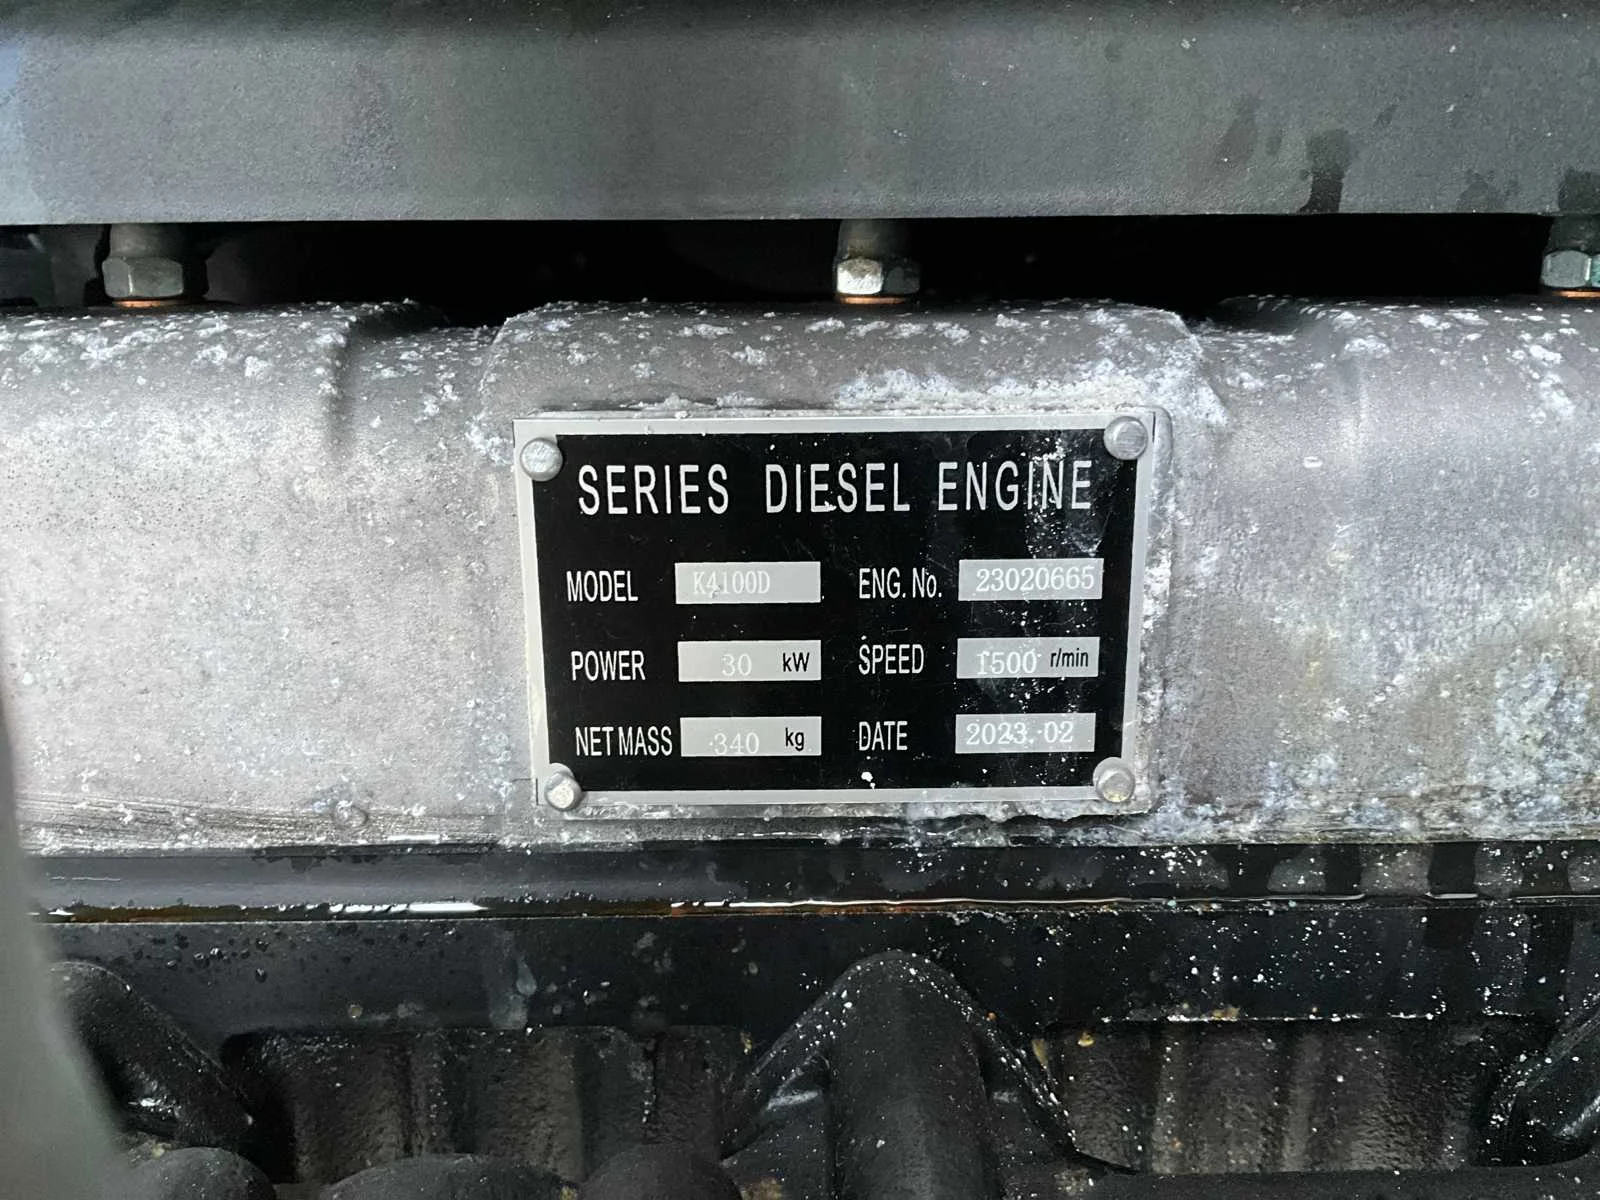 SERIES DIESEL ENGINE
MODEL K4100D ENG. No. 23020665
POWER 30 kW SPEED 1500 r/min
NET MASS 340 kg DATE 2023.02